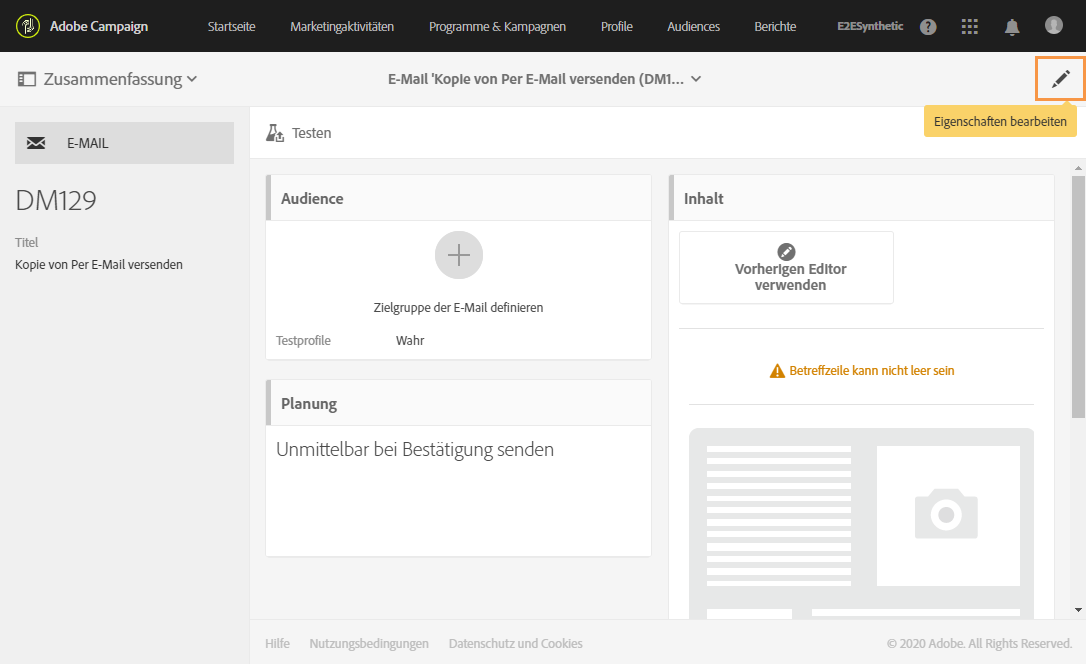 Adobe Campaign
Startseite
Marketingaktivitäten
Programme & Kampagnen
Profile
Audiences
Berichte
E2ESynthetic
?
Zusammenfassung
E-Mail 'Kopie von Per E-Mail versenden (DM1...
Eigenschaften bearbeiten
E-MAIL
DM129
Titel
Kopie von Per E-Mail versenden
Testen
Audience
Zielgruppe der E-Mail definieren
Testprofile Wahr
Planung
Unmittelbar bei Bestätigung senden
Inhalt
Vorherigen Editor
verwenden
Betreffzeile kann nicht leer sein
Hilfe
Nutzungsbedingungen
Datenschutz und Cookies
© 2020 Adobe. All Rights Reserved.